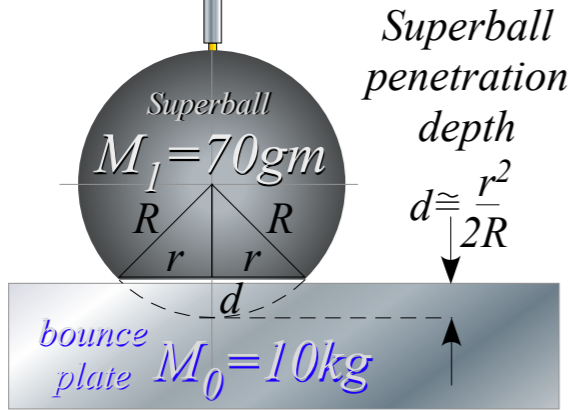 Superball
penetration
depth
d≅r²/2R
Superball
M₁=70gm
R R
r r
d
bounce
plate
M₀=10kg